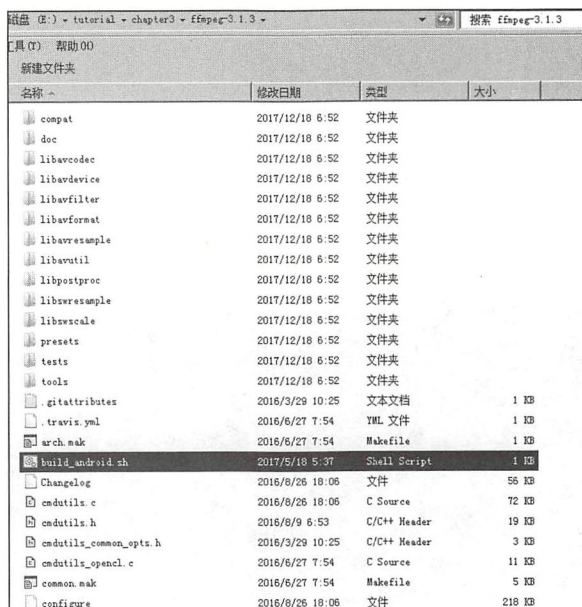 磁盘 (E:) ▾ tutorial ▾ chapter3 ▾ ffmpeg-3.1.3 ▾ 搜索 ffmpeg-3.1.3
工具(T) 帮助(H)
新建文件夹
名称 修改日期 类型 大小
compat 2017/12/18 6:52 文件夹
doc 2017/12/18 6:52 文件夹
libavcodec 2017/12/18 6:52 文件夹
libavdevice 2017/12/18 6:52 文件夹
libavfilter 2017/12/18 6:52 文件夹
libavformat 2017/12/18 6:52 文件夹
libavresample 2017/12/18 6:52 文件夹
libavutil 2017/12/18 6:52 文件夹
libpostproc 2017/12/18 6:52 文件夹
libswresample 2017/12/18 6:52 文件夹
libswscale 2017/12/18 6:52 文件夹
presets 2017/12/18 6:52 文件夹
tests 2017/12/18 6:52 文件夹
tools 2017/12/18 6:52 文件夹
.gitattributes 2016/3/29 10:25 文本文档 1 KB
.travis.yml 2016/6/27 7:54 YML 文件 1 KB
arch.mak 2016/6/27 7:54 Makefile 1 KB
build_android.sh 2017/5/18 5:37 Shell Script 1 KB
Changelog 2016/8/26 18:06 文件 56 KB
cmdutils.c 2016/8/26 18:06 C Source 72 KB
cmdutils.h 2016/8/9 6:53 C/C++ Header 19 KB
cmdutils_common_opts.h 2016/3/29 10:25 C/C++ Header 3 KB
cmdutils_opencl.c 2016/6/27 7:54 C Source 11 KB
common.mak 2016/6/27 7:54 Makefile 5 KB
configure 2016/8/26 18:06 文件 218 KB